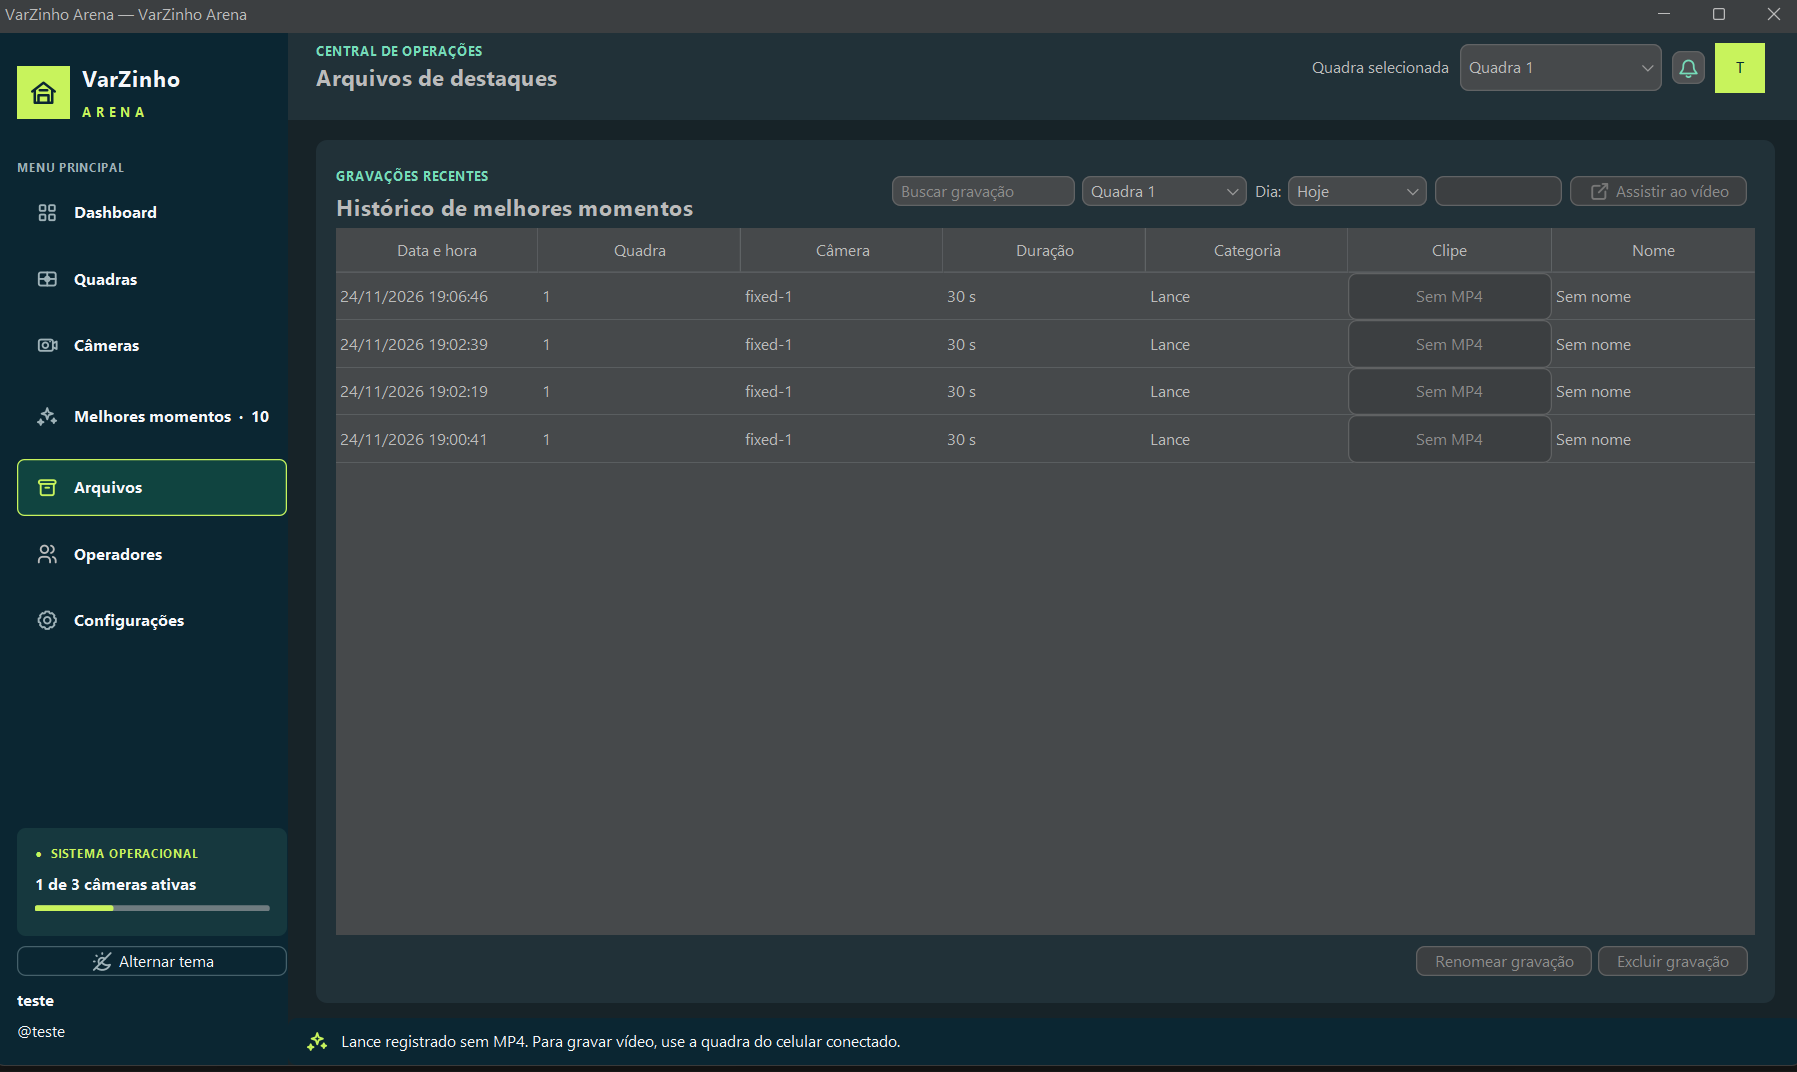 VarZinho Arena — VarZinho Arena
VarZinho
ARENA
MENU PRINCIPAL
Dashboard
Quadras
Câmeras
Melhores momentos · 10
Arquivos
Operadores
Configurações
• SISTEMA OPERACIONAL
1 de 3 câmeras ativas
Alternar tema
teste
@teste
CENTRAL DE OPERAÇÕES
Arquivos de destaques
Quadra selecionada Quadra 1 T
GRAVAÇÕES RECENTES
Histórico de melhores momentos
Buscar gravação Quadra 1 Dia: Hoje Assistir ao vídeo
Data e hora Quadra Câmera Duração Categoria Clipe Nome
24/11/2026 19:06:46 1 fixed-1 30 s Lance Sem MP4 Sem nome
24/11/2026 19:02:39 1 fixed-1 30 s Lance Sem MP4 Sem nome
24/11/2026 19:02:19 1 fixed-1 30 s Lance Sem MP4 Sem nome
24/11/2026 19:00:41 1 fixed-1 30 s Lance Sem MP4 Sem nome
Renomear gravação Excluir gravação
Lance registrado sem MP4. Para gravar vídeo, use a quadra do celular conectado.